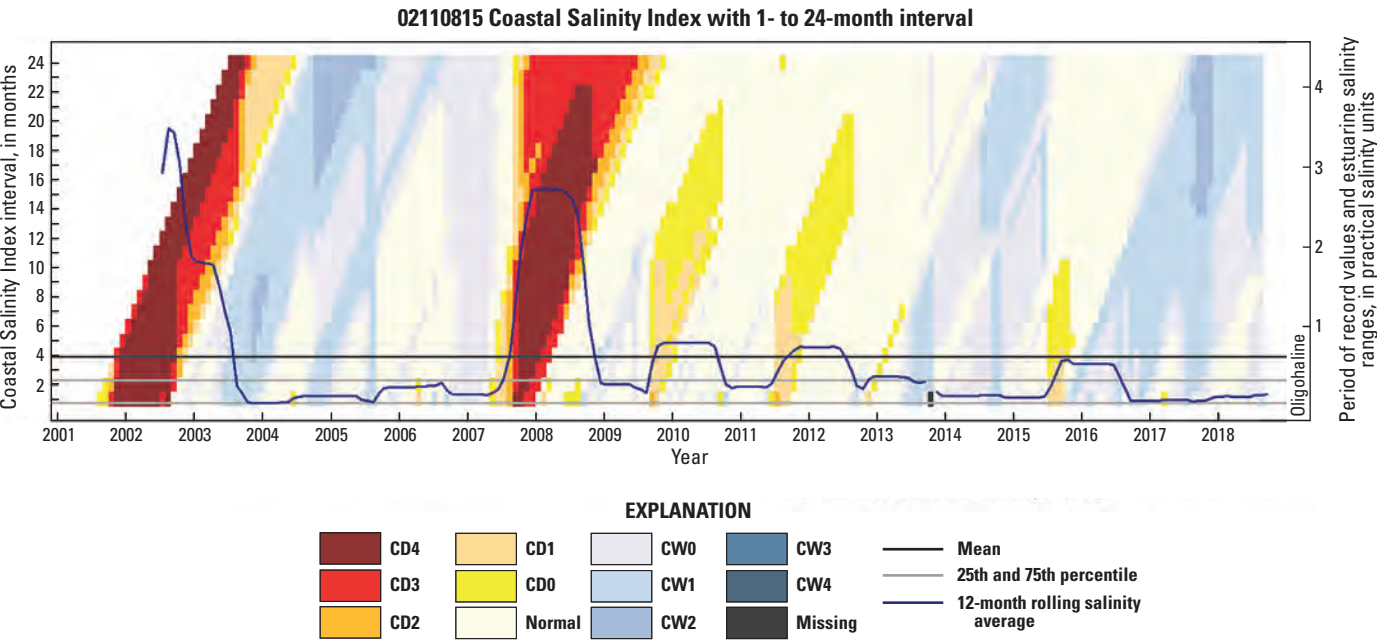 02110815 Coastal Salinity Index with 1- to 24-month interval
Coastal Salinity Index interval, in months
24
22
20
18
16
14
12
10
8
6
4
2
4
3
2
1
Oligohaline
Period of record values and estuarine salinity
ranges, in practical salinity units
2001 2002 2003 2004 2005 2006 2007 2008 2009 2010 2011 2012 2013 2014 2015 2016 2017 2018
Year
EXPLANATION
CD4 CD1 CW0 CW3 Mean
CD3 CD0 CW1 CW4 25th and 75th percentile
CD2 Normal CW2 Missing 12-month rolling salinity
average